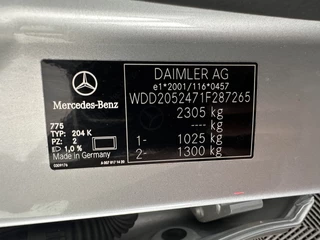 DAIMLER AG
e1*2001/116*0457
WDD2052471F287265
2305 kg
---- kg
1- 1025 kg
2- 1300 kg
Mercedes-Benz
775
TYP: 204 K
PZ: 2
1,0 %
Made in Germany